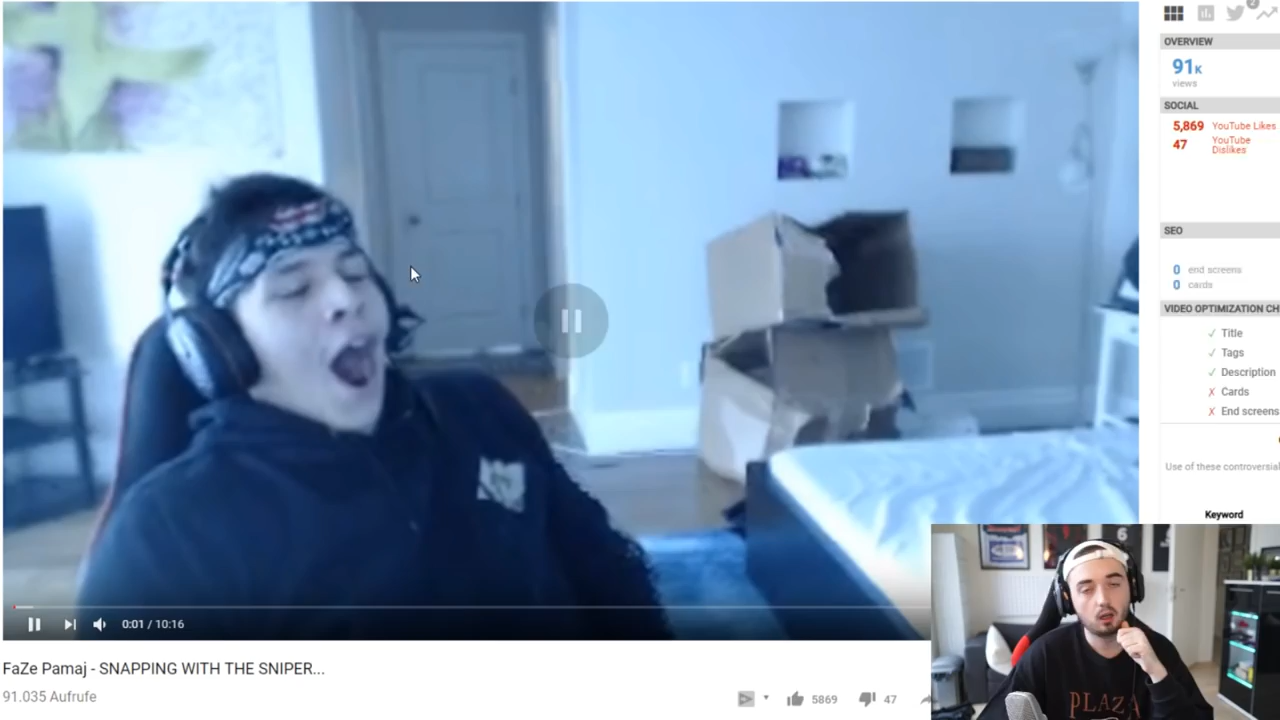 OVERVIEW
91K
views
SOCIAL
5,869 YouTube Likes
47 YouTube
Dislikes
SEO
0 end screens
0 cards
VIDEO OPTIMIZATION CH
✓ Title
✓ Tags
✓ Description
✗ Cards
✗ End screens
Use of these controversial
Keyword
0:01 / 10:16
FaZe Pamaj - SNAPPING WITH THE SNIPER...
91.035 Aufrufe
5869
47
PLAZA